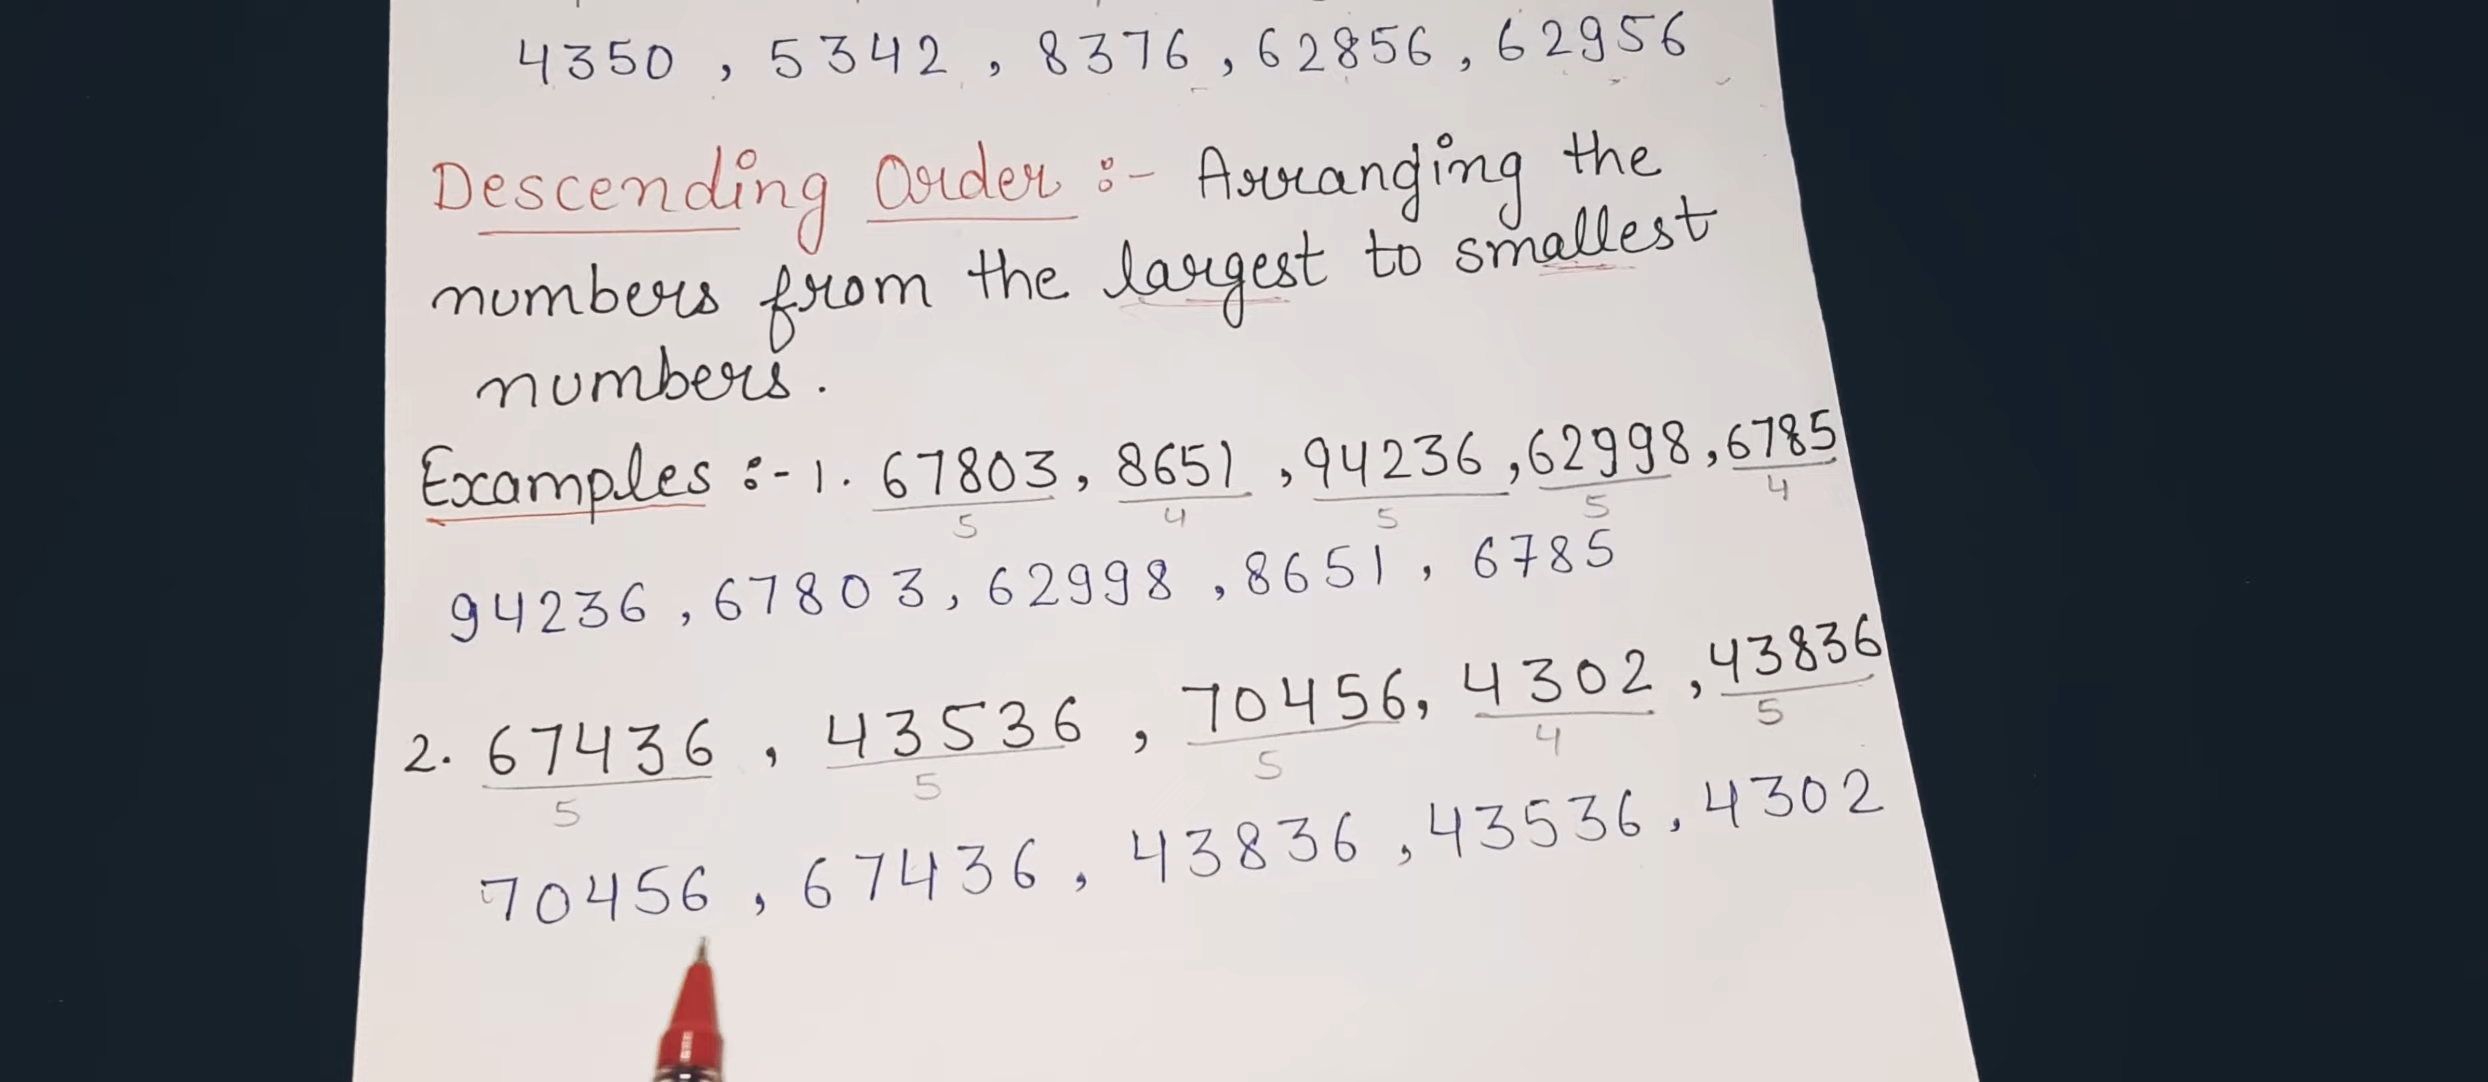 4350 , 5342 , 8376 , 62856 , 62956
Descending Order :- Arranging the
numbers from the largest to smallest
numbers.
Examples :- 1. 67803 , 8651 , 94236 , 62998 , 6785
5 4 5 5 4
94236 , 67803 , 62998 , 8651 , 6785
2. 67436 , 43536 , 70456 , 4302 , 43836
5 5 5 4 5
70456 , 67436 , 43836 , 43536 , 4302